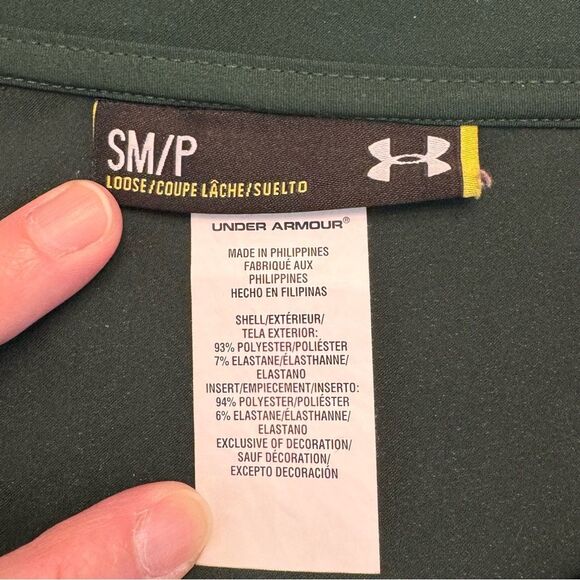 SM/P
LOOSE/COUPE LÂCHE/SUELTO
UNDER ARMOUR®
MADE IN PHILIPPINES
FABRIQUÉ AUX
PHILIPPINES
HECHO EN FILIPINAS
SHELL/EXTÉRIEUR/
TELA EXTERIOR:
93% POLYESTER/POLIÉSTER
7% ELASTANE/ÉLASTHANNE/
ELASTANO
INSERT/EMPIECEMENT/INSERTO:
94% POLYESTER/POLIÉSTER
6% ELASTANE/ÉLASTHANNE/
ELASTANO
EXCLUSIVE OF DECORATION/
SAUF DÉCORATION/
EXCEPTO DECORACIÓN